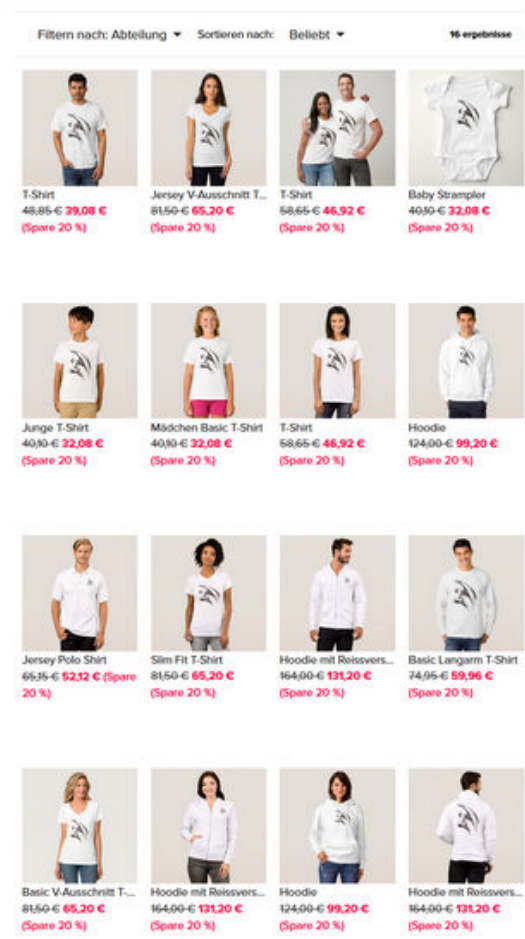 Filtern nach: Abteilung Sortieren nach: Beliebt 16 ergebnisse
T-Shirt
48,85 € 39,08 €
(Spare 20 %)
Jersey V-Ausschnitt T...
81,50 € 65,20 €
(Spare 20 %)
T-Shirt
58,65 € 46,92 €
(Spare 20 %)
Baby Strampler
40,10 € 32,08 €
(Spare 20 %)
Junge T-Shirt
40,10 € 32,08 €
(Spare 20 %)
Mädchen Basic T-Shirt
40,10 € 32,08 €
(Spare 20 %)
T-Shirt
58,65 € 46,92 €
(Spare 20 %)
Hoodie
124,00 € 99,20 €
(Spare 20 %)
Jersey Polo Shirt
65,15 € 52,12 € (Spare
20 %)
Slim Fit T-Shirt
81,50 € 65,20 €
(Spare 20 %)
Hoodie mit Reissvers...
164,00 € 131,20 €
(Spare 20 %)
Basic Langarm T-Shirt
74,95 € 59,96 €
(Spare 20 %)
Basic V-Ausschnitt T-...
81,50 € 65,20 €
(Spare 20 %)
Hoodie mit Reissvers...
164,00 € 131,20 €
(Spare 20 %)
Hoodie
124,00 € 99,20 €
(Spare 20 %)
Hoodie mit Reissvers...
164,00 € 131,20 €
(Spare 20 %)